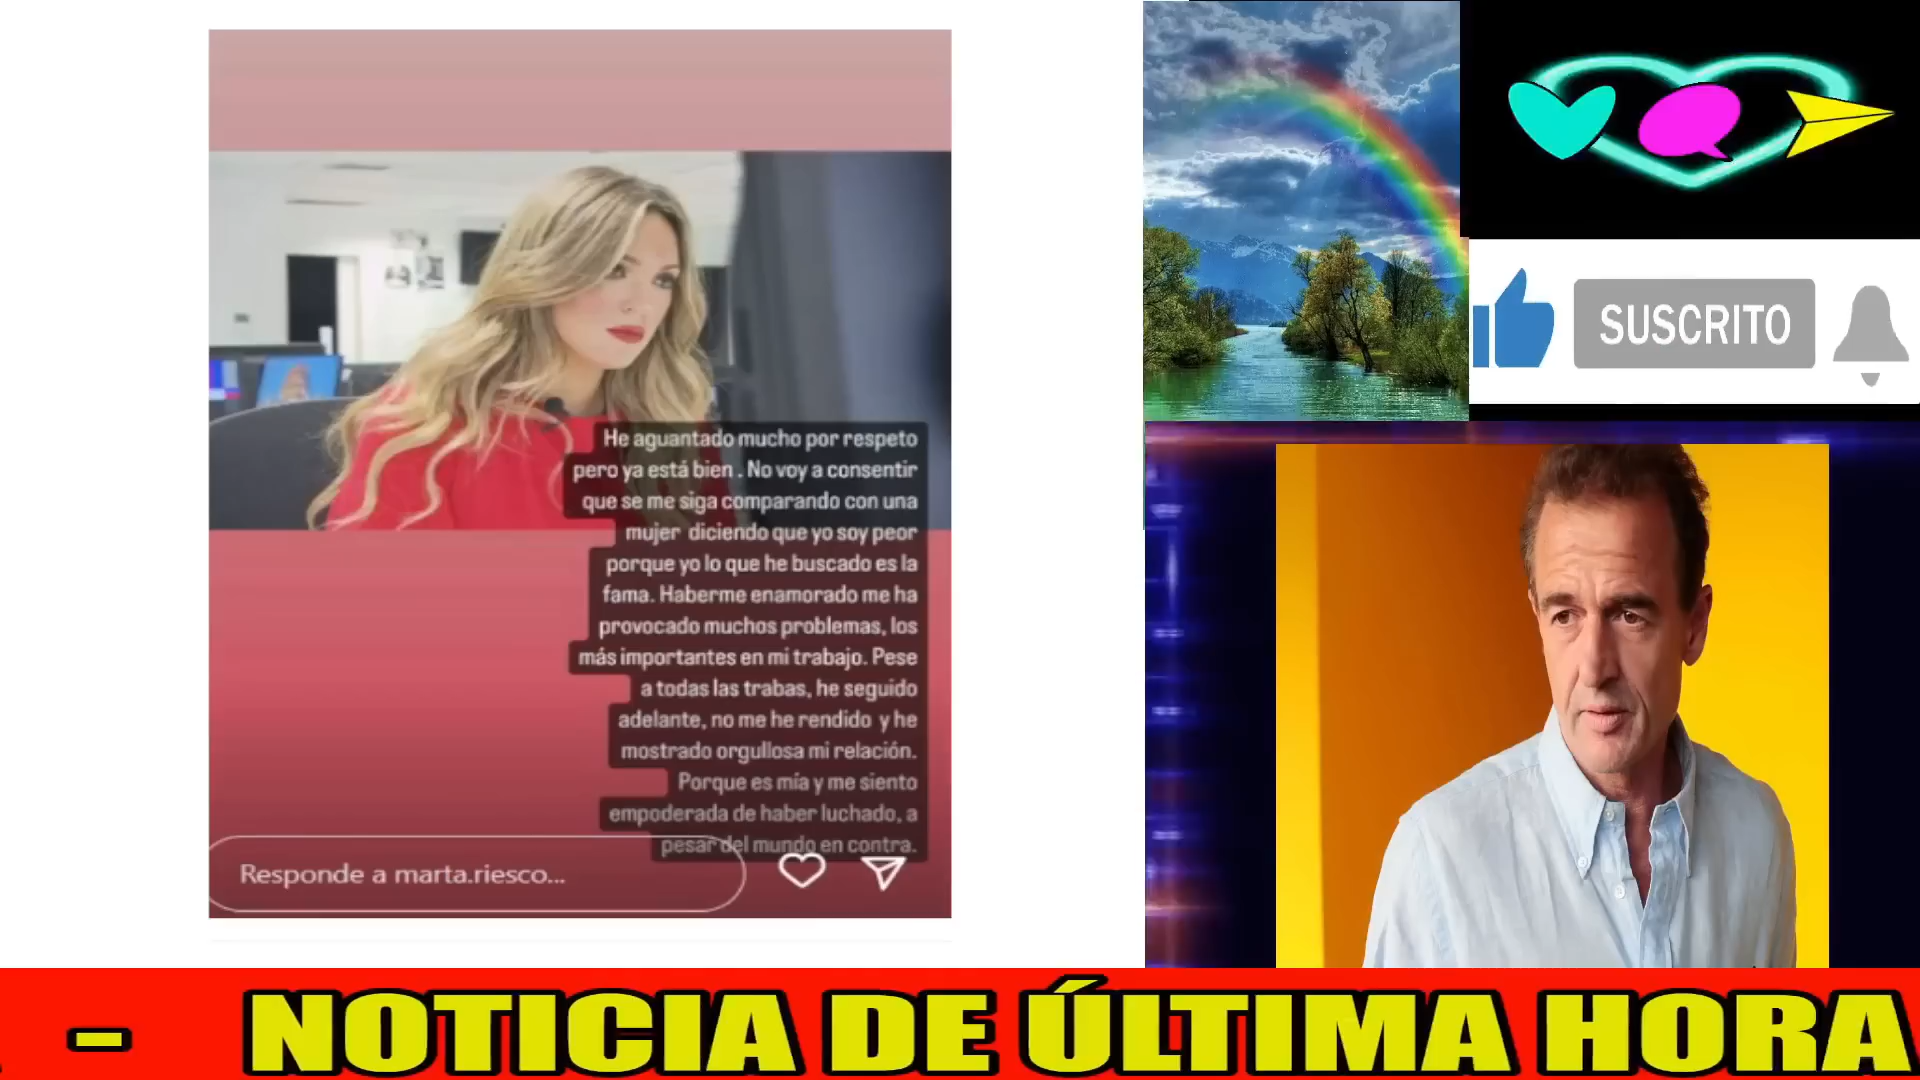 He aguantado mucho por respeto
pero ya está bien . No voy a consentir
que se me siga comparando con una
mujer diciendo que yo soy peor
porque yo lo que he buscado es la
fama. Haberme enamorado me ha
provocado muchos problemas, los
más importantes en mi trabajo. Pese
a todas las trabas, he seguido
adelante, no me he rendido y he
mostrado orgullosa mi relación.
Porque es mía y me siento
empoderada de haber luchado, a
pesar del mundo en contra.
Responde a marta.riesco...
SUSCRITO
- NOTICIA DE ÚLTIMA HORA